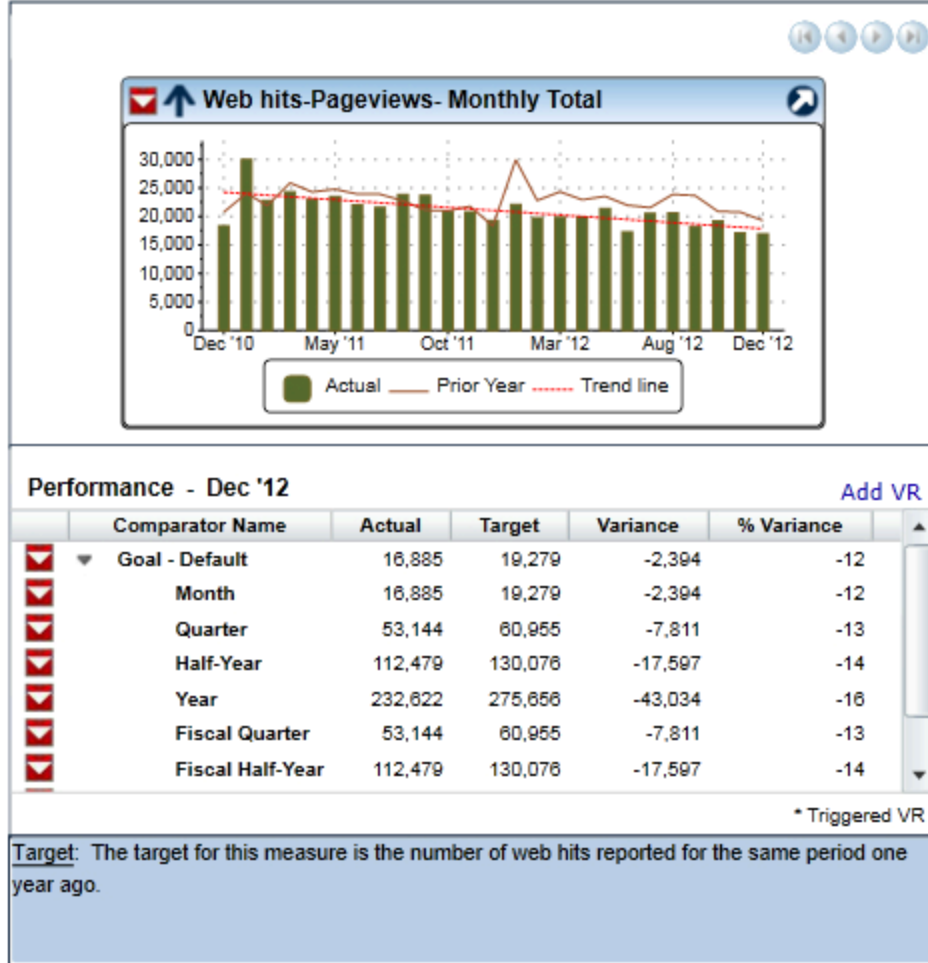 Web hits-Pageviews- Monthly Total
30,000
25,000
20,000
15,000
10,000
5,000
0
Dec '10 May '11 Oct '11 Mar '12 Aug '12 Dec '12
Actual Prior Year Trend line
Performance - Dec '12
Add VR
Comparator Name Actual Target Variance % Variance
Goal - Default 16,885 19,279 -2,394 -12
Month 16,885 19,279 -2,394 -12
Quarter 53,144 60,955 -7,811 -13
Half-Year 112,479 130,076 -17,597 -14
Year 232,622 275,656 -43,034 -16
Fiscal Quarter 53,144 60,955 -7,811 -13
Fiscal Half-Year 112,479 130,076 -17,597 -14
* Triggered VR
Target: The target for this measure is the number of web hits reported for the same period one
year ago.